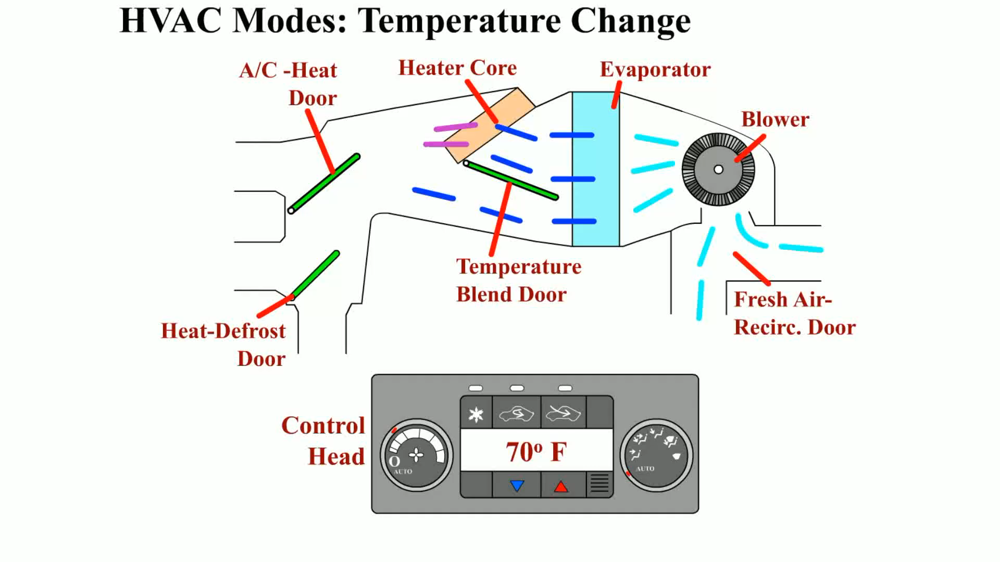 HVAC Modes: Temperature Change
A/C -Heat
Door
Heater Core
Evaporator
Blower
Temperature
Blend Door
Fresh Air-
Recirc. Door
Heat-Defrost
Door
Control
Head
70º F
O
AUTO
AUTO